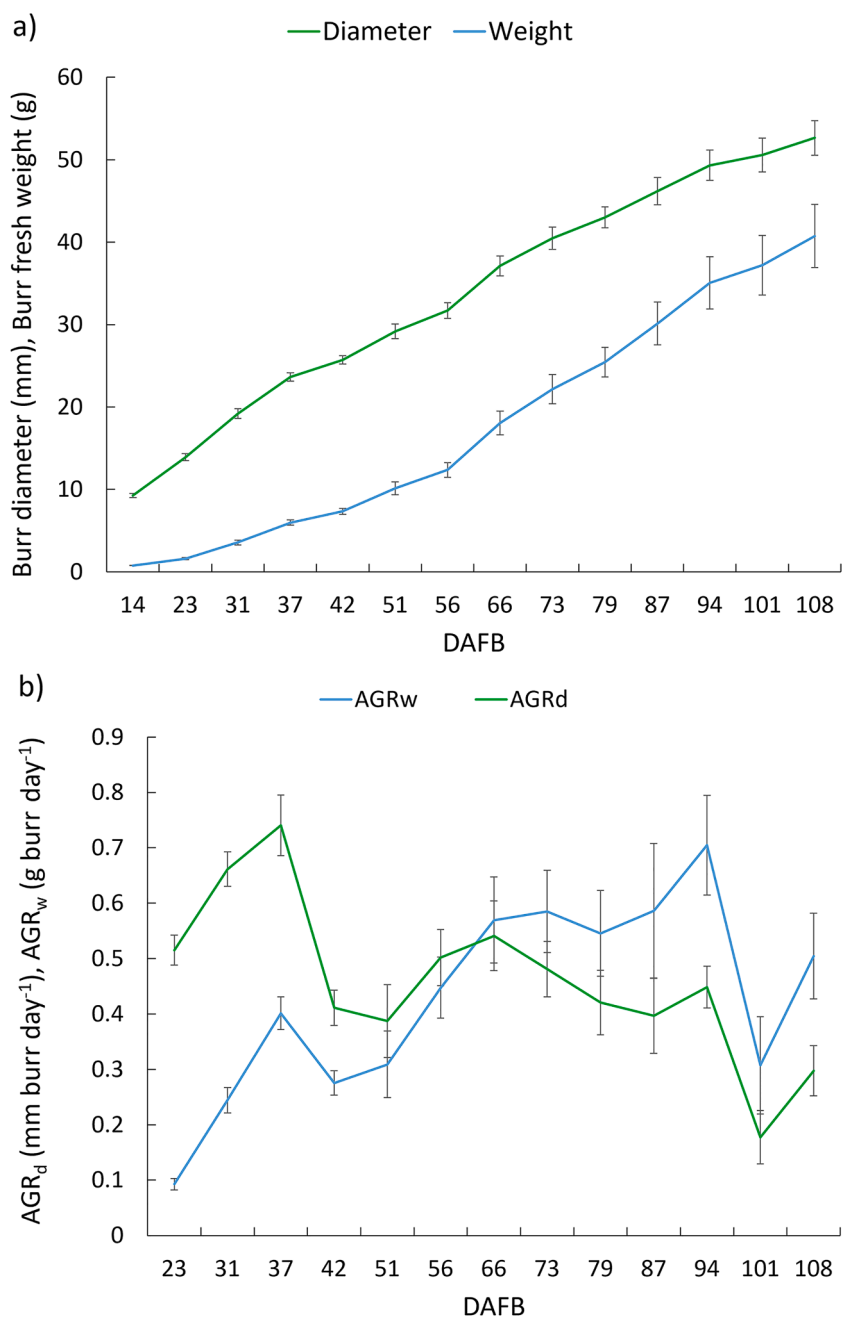 a)
Diameter Weight
Burr diameter (mm), Burr fresh weight (g)
60
50
40
30
20
10
0
14 23 31 37 42 51 56 66 73 79 87 94 101 108
DAFB
b)
AGRw AGRd
AGRd (mm burr day-1), AGRw (g burr day-1)
0.9
0.8
0.7
0.6
0.5
0.4
0.3
0.2
0.1
0
23 31 37 42 51 56 66 73 79 87 94 101 108
DAFB